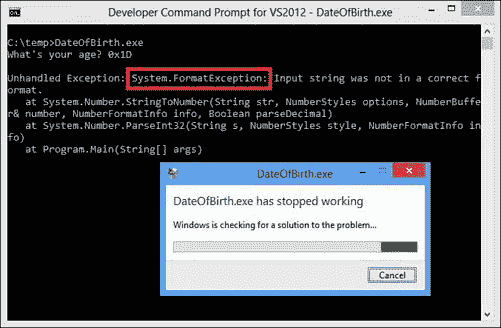 Developer Command Prompt for VS2012 - DateOfBirth.exe
C:\temp>DateOfBirth.exe
What's your age? 0x1D
Unhandled Exception: System.FormatException: Input string was not in a correct f
ormat.
at System.Number.StringToNumber(String str, NumberStyles options, NumberBuffe
r& number, NumberFormatInfo info, Boolean parseDecimal)
at System.Number.ParseInt32(String s, NumberStyles style, NumberFormatInfo in
fo)
at Program.Main(String[] args)
DateOfBirth.exe
DateOfBirth.exe has stopped working
Windows is checking for a solution to the problem...
Cancel